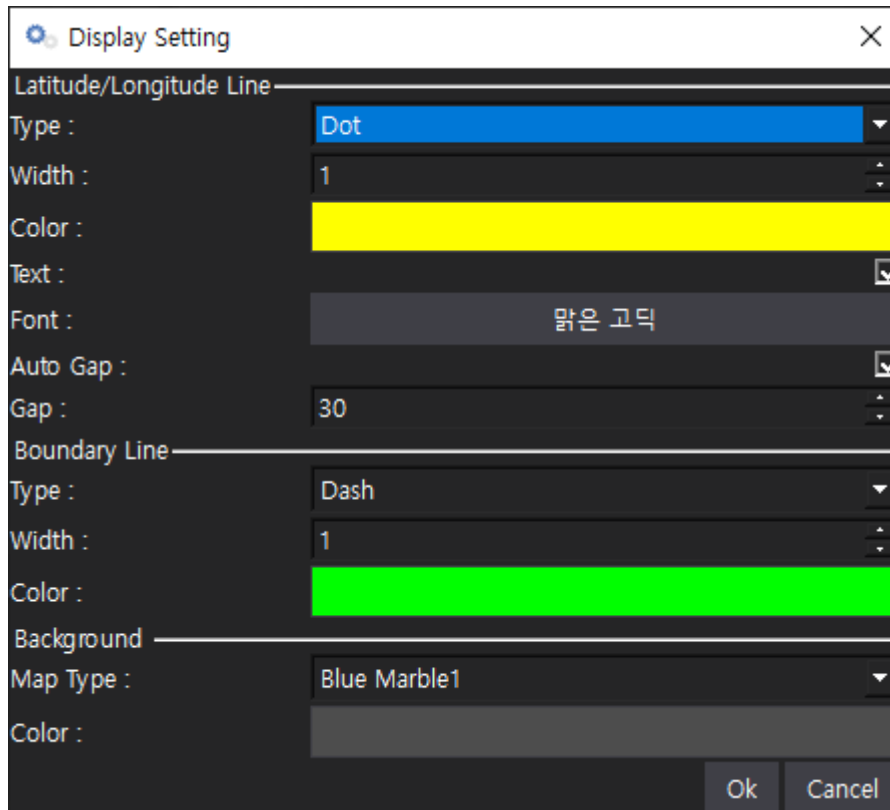 Display Setting
Latitude/Longitude Line
Type : Dot
Width : 1
Color :
Text :
Font : 맑은 고딕
Auto Gap :
Gap : 30
Boundary Line
Type : Dash
Width : 1
Color :
Background
Map Type : Blue Marble1
Color :
Ok Cancel